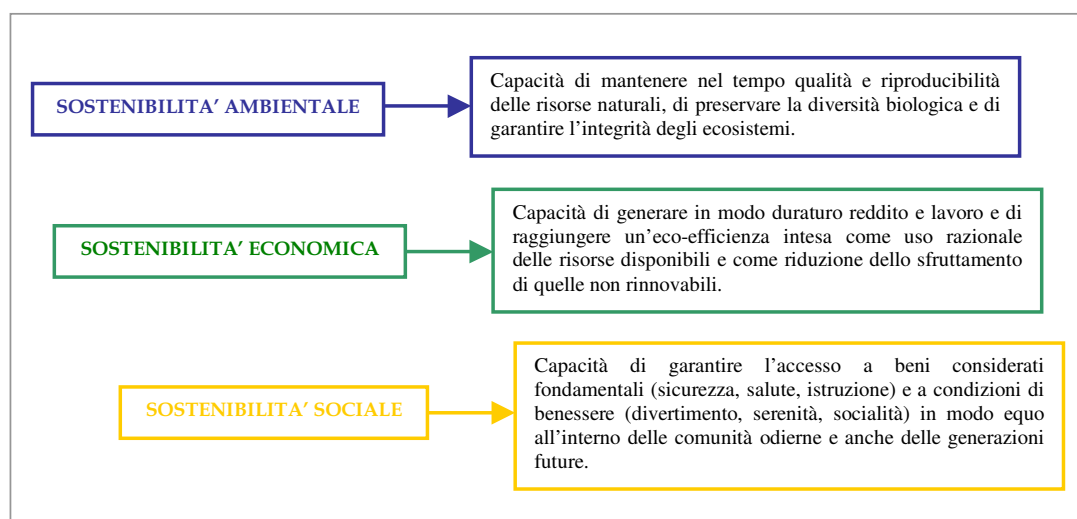 SOSTENIBILITA’ AMBIENTALE
Capacità di mantenere nel tempo qualità e riproducibilità
delle risorse naturali, di preservare la diversità biologica e di
garantire l’integrità degli ecosistemi.
SOSTENIBILITA’ ECONOMICA
Capacità di generare in modo duraturo reddito e lavoro e di
raggiungere un’eco-efficienza intesa come uso razionale
delle risorse disponibili e come riduzione dello sfruttamento
di quelle non rinnovabili.
SOSTENIBILITA’ SOCIALE
Capacità di garantire l’accesso a beni considerati
fondamentali (sicurezza, salute, istruzione) e a condizioni di
benessere (divertimento, serenità, socialità) in modo equo
all’interno delle comunità odierne e anche delle generazioni
future.